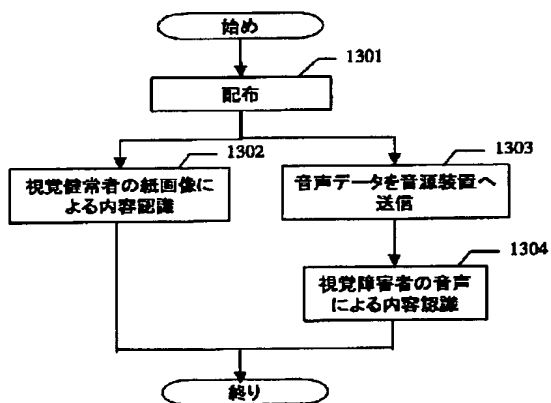 始め
1301
配布
1302
視覚健常者の紙画像に
よる内容認識
1303
音声データを音源装置へ
送信
1304
視覚障害者の音声
による内容認識
終り